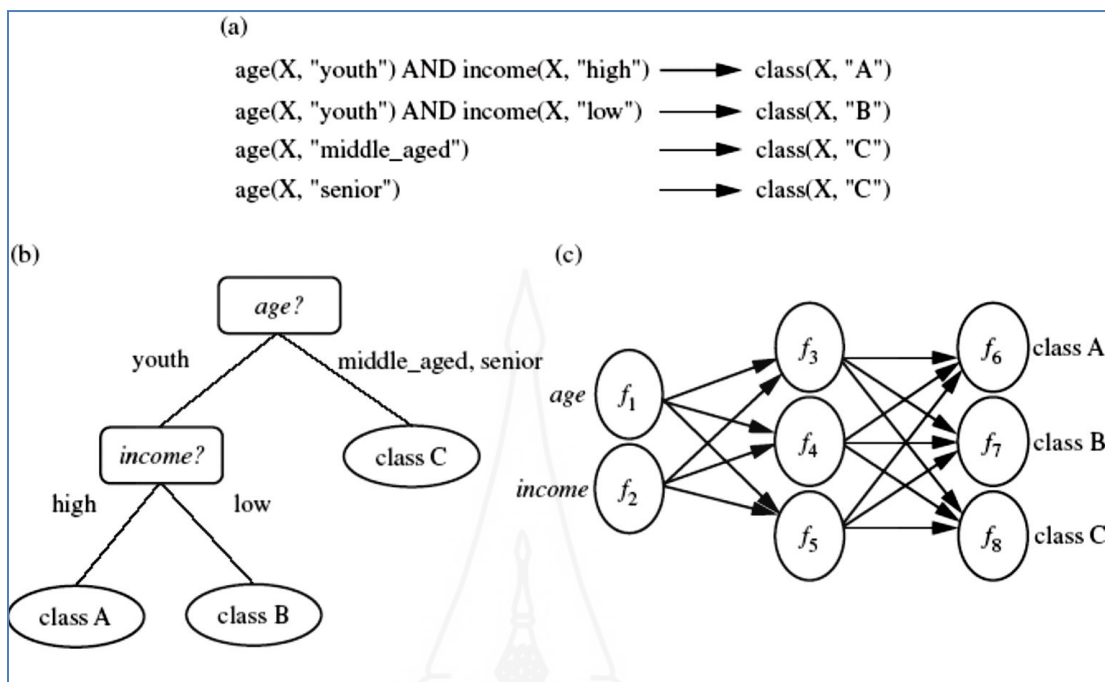 (a)
age(X, "youth") AND income(X, "high") class(X, "A")
age(X, "youth") AND income(X, "low") class(X, "B")
age(X, "middle_aged") class(X, "C")
age(X, "senior") class(X, "C")
(b)
age?
youth
middle_aged, senior
income?
class C
high
low
class A
class B
(c)
age
income
f1
f2
f3
f4
f5
f6 class A
f7 class B
f8 class C